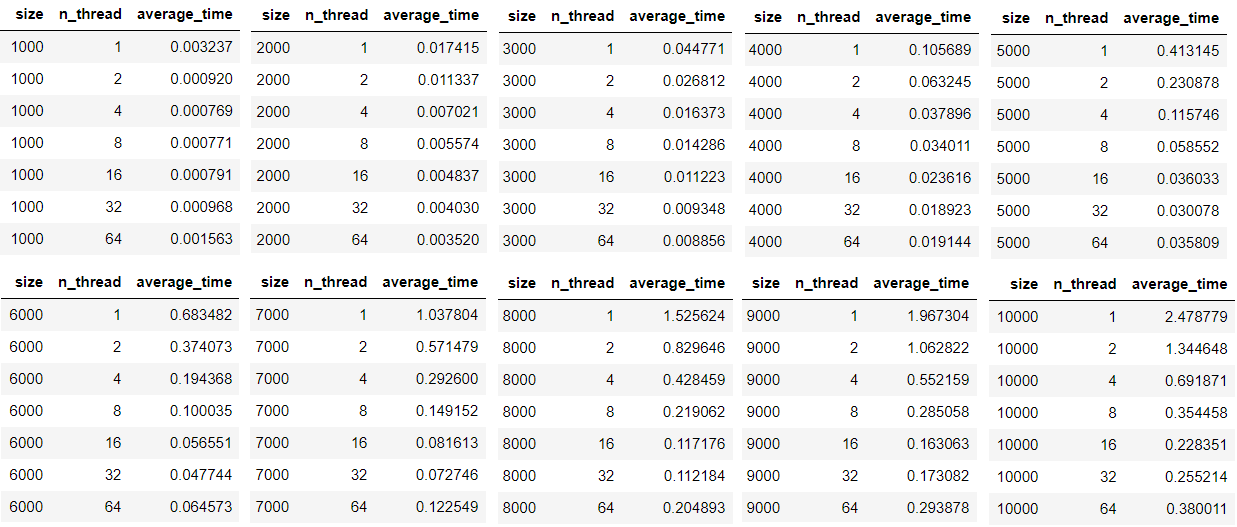 size n_thread average_time
1000 1 0.003237
1000 2 0.000920
1000 4 0.000769
1000 8 0.000771
1000 16 0.000791
1000 32 0.000968
1000 64 0.001563
size n_thread average_time
2000 1 0.017415
2000 2 0.011337
2000 4 0.007021
2000 8 0.005574
2000 16 0.004837
2000 32 0.004030
2000 64 0.003520
size n_thread average_time
3000 1 0.044771
3000 2 0.026812
3000 4 0.016373
3000 8 0.014286
3000 16 0.011223
3000 32 0.009348
3000 64 0.008856
size n_thread average_time
4000 1 0.105689
4000 2 0.063245
4000 4 0.037896
4000 8 0.034011
4000 16 0.023616
4000 32 0.018923
4000 64 0.019144
size n_thread average_time
5000 1 0.413145
5000 2 0.230878
5000 4 0.115746
5000 8 0.058552
5000 16 0.036033
5000 32 0.030078
5000 64 0.035809
size n_thread average_time
6000 1 0.683482
6000 2 0.374073
6000 4 0.194368
6000 8 0.100035
6000 16 0.056551
6000 32 0.047744
6000 64 0.064573
size n_thread average_time
7000 1 1.037804
7000 2 0.571479
7000 4 0.292600
7000 8 0.149152
7000 16 0.081613
7000 32 0.072746
7000 64 0.122549
size n_thread average_time
8000 1 1.525624
8000 2 0.829646
8000 4 0.428459
8000 8 0.219062
8000 16 0.117176
8000 32 0.112184
8000 64 0.204893
size n_thread average_time
9000 1 1.967304
9000 2 1.062822
9000 4 0.552159
9000 8 0.285058
9000 16 0.163063
9000 32 0.173082
9000 64 0.293878
size n_thread average_time
10000 1 2.478779
10000 2 1.344648
10000 4 0.691871
10000 8 0.354458
10000 16 0.228351
10000 32 0.255214
10000 64 0.380011